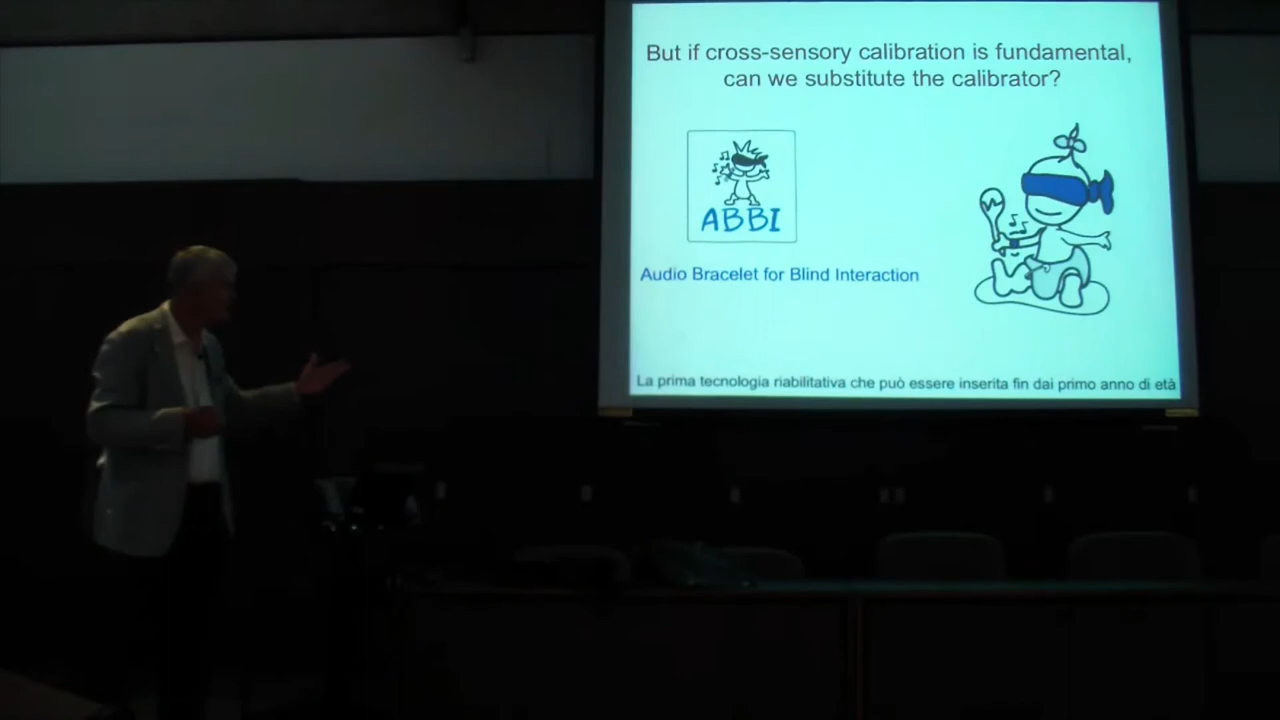 But if cross-sensory calibration is fundamental,
can we substitute the calibrator?
ABBI
Audio Bracelet for Blind Interaction
La prima tecnologia riabilitativa che può essere inserita fin dai primo anno di età